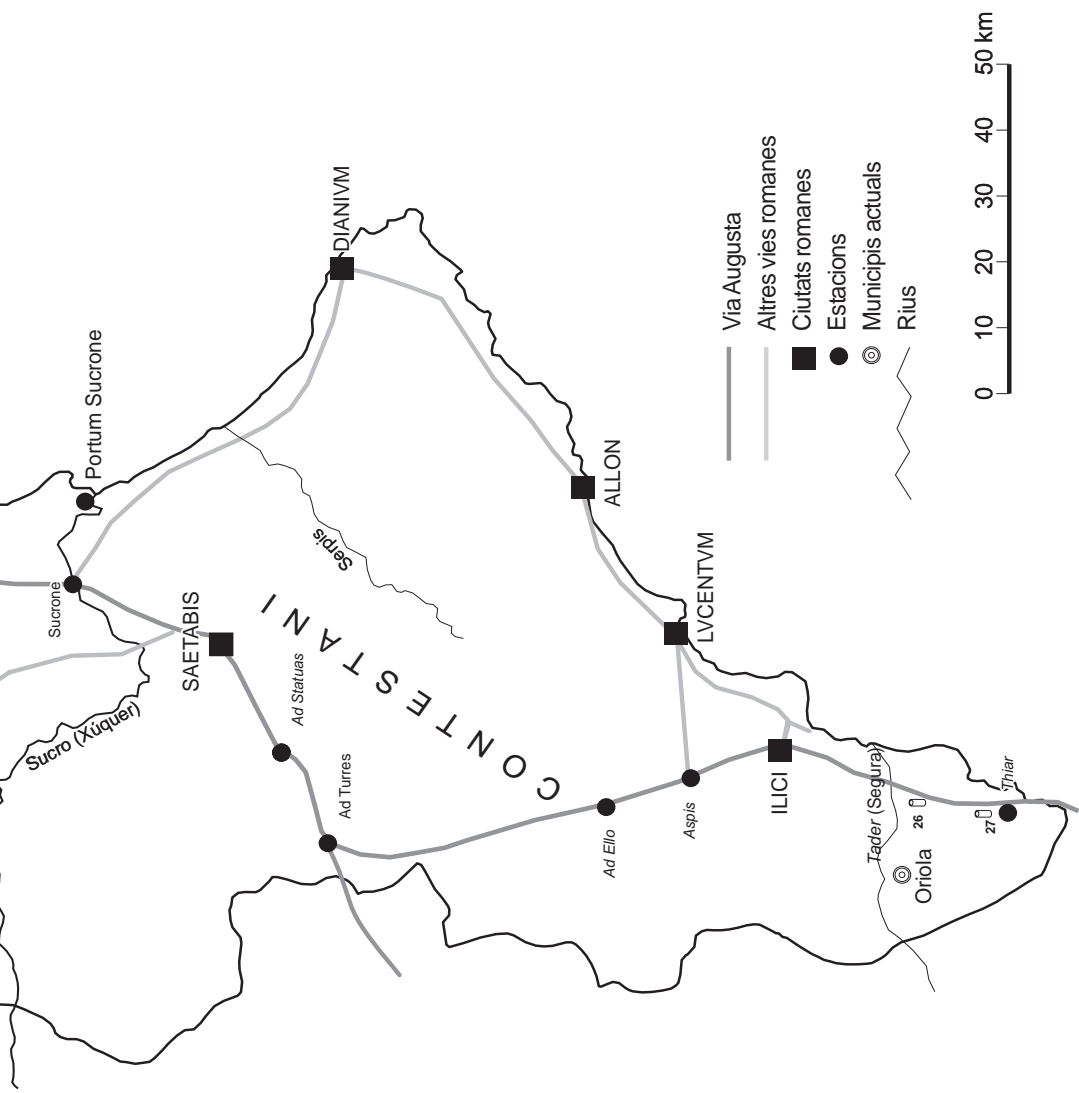 Portum Sucrone
Sucrone
DIANIVM
SAETABIS
Sucro (Xúquer)
Serpis
Ad Statuas
Ad Turres
CONTESTANI
ALLON
LVCENTVM
Ad Ello
Aspis
ILICI
Tader (Segura)
Oriola
26
27
Thiar
Via Augusta
Altres vies romanes
Ciutats romanes
Estacions
Municipis actuals
Rius
0 10 20 30 40 50 km